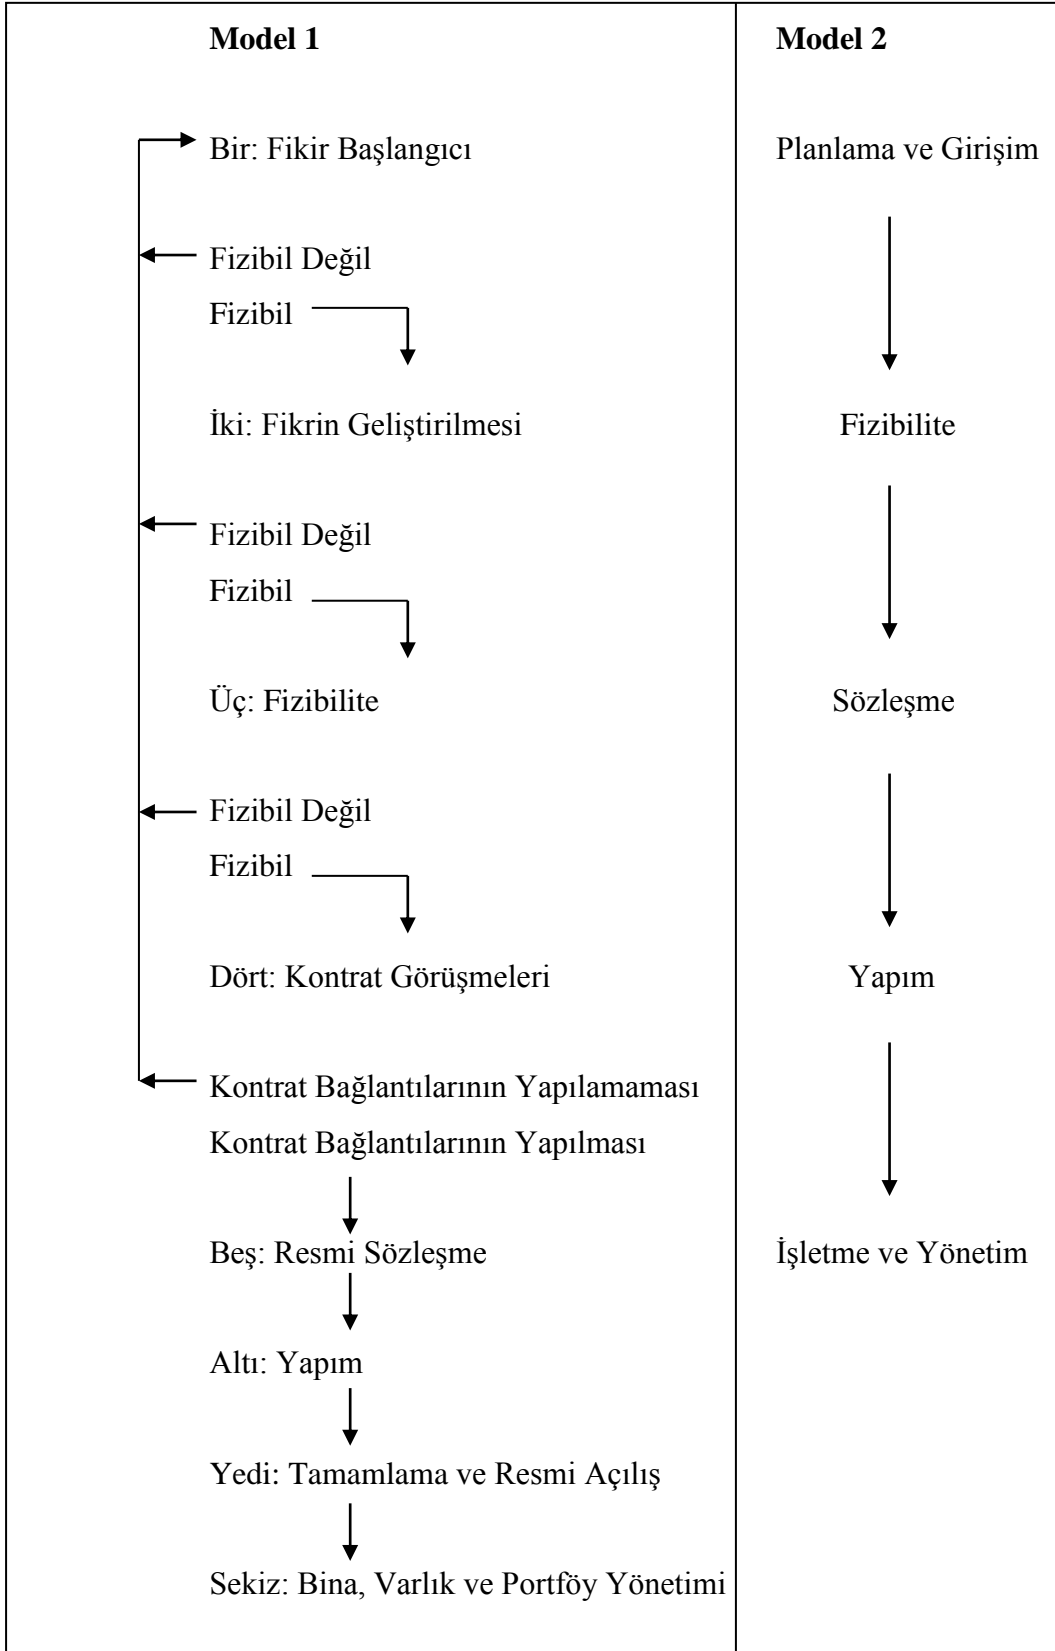 Model 1
Bir: Fikir Başlangıcı
Fizibil Değil
Fizibil
İki: Fikrin Geliştirilmesi
Fizibil Değil
Fizibil
Üç: Fizibilite
Fizibil Değil
Fizibil
Dört: Kontrat Görüşmeleri
Kontrat Bağlantılarının Yapılamaması
Kontrat Bağlantılarının Yapılması
Beş: Resmi Sözleşme
Altı: Yapım
Yedi: Tamamlama ve Resmi Açılış
Sekiz: Bina, Varlık ve Portföy Yönetimi
Model 2
Planlama ve Girişim
Fizibilite
Sözleşme
Yapım
İşletme ve Yönetim